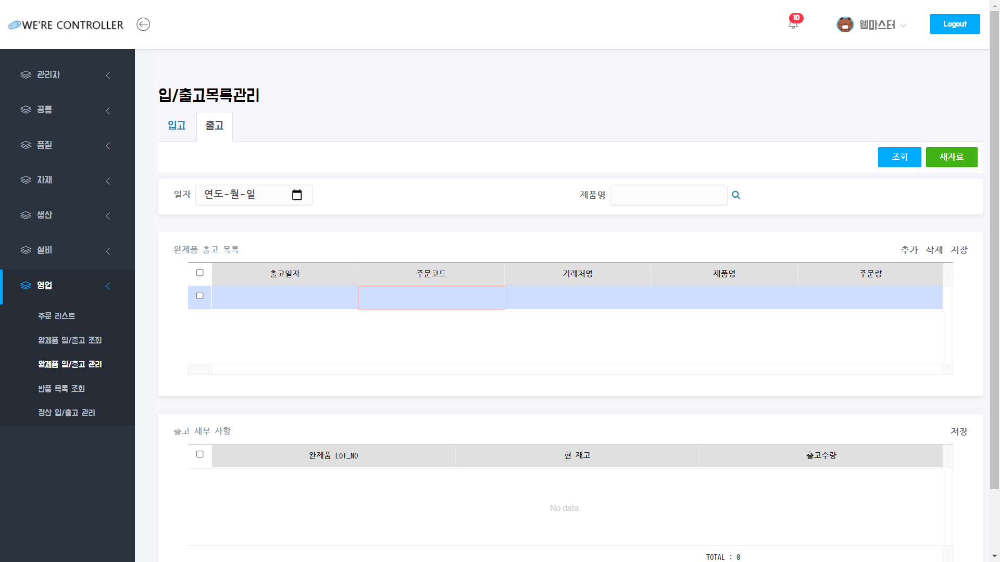 WE'RE CONTROLLER
10
웹마스터
Logout
관리자
공통
품질
자재
생산
설비
영업
주문 리스트
완제품 입/출고 조회
완제품 입/출고 관리
반품 목록 조회
정산 입/출고 관리
입/출고목록관리
입고
출고
조회
새자료
일자
연도-월-일
제품명
완제품 출고 목록
추가 삭제 저장
출고일자 주문코드 거래처명 제품명 주문량
출고 세부 사항
저장
완제품 LOT_NO 현 재고 출고수량
No data.
TOTAL : 0